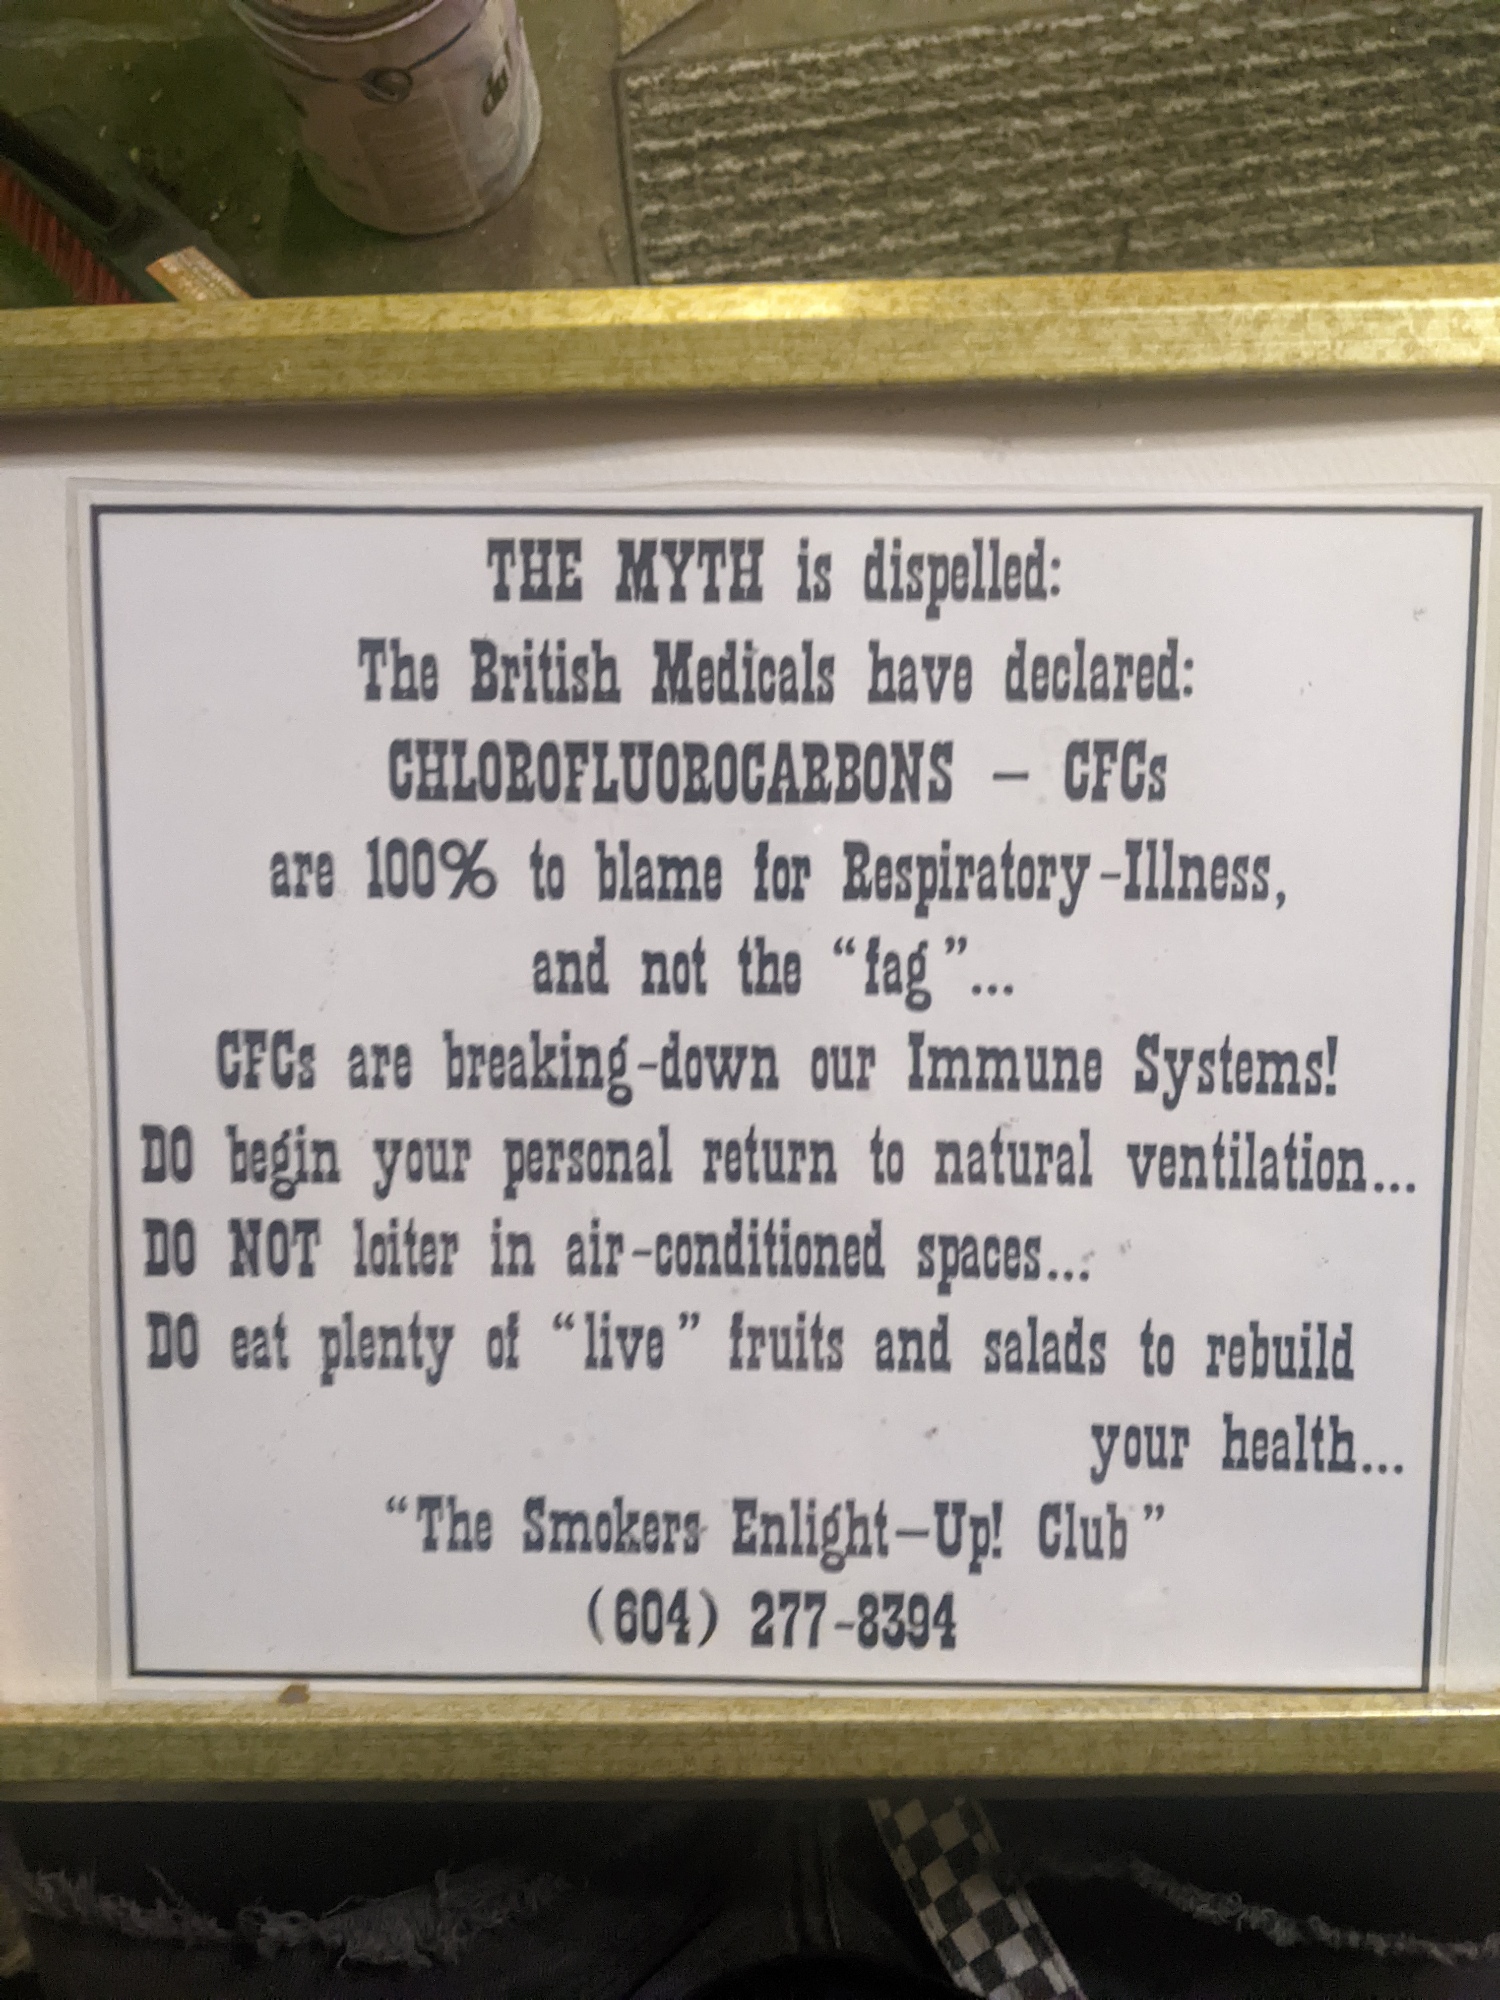 THE MYTH is dispelled:
The British Medicals have declared:
CHLOROFLUOROCARBONS – CFCs
are 100% to blame for Respiratory-Illness,
and not the “fag”...
CFCs are breaking-down our Immune Systems!
DO begin your personal return to natural ventilation...
DO NOT loiter in air-conditioned spaces...
DO eat plenty of “live” fruits and salads to rebuild
your health...
“The Smokers Enlight–Up! Club”
(604) 277-8394